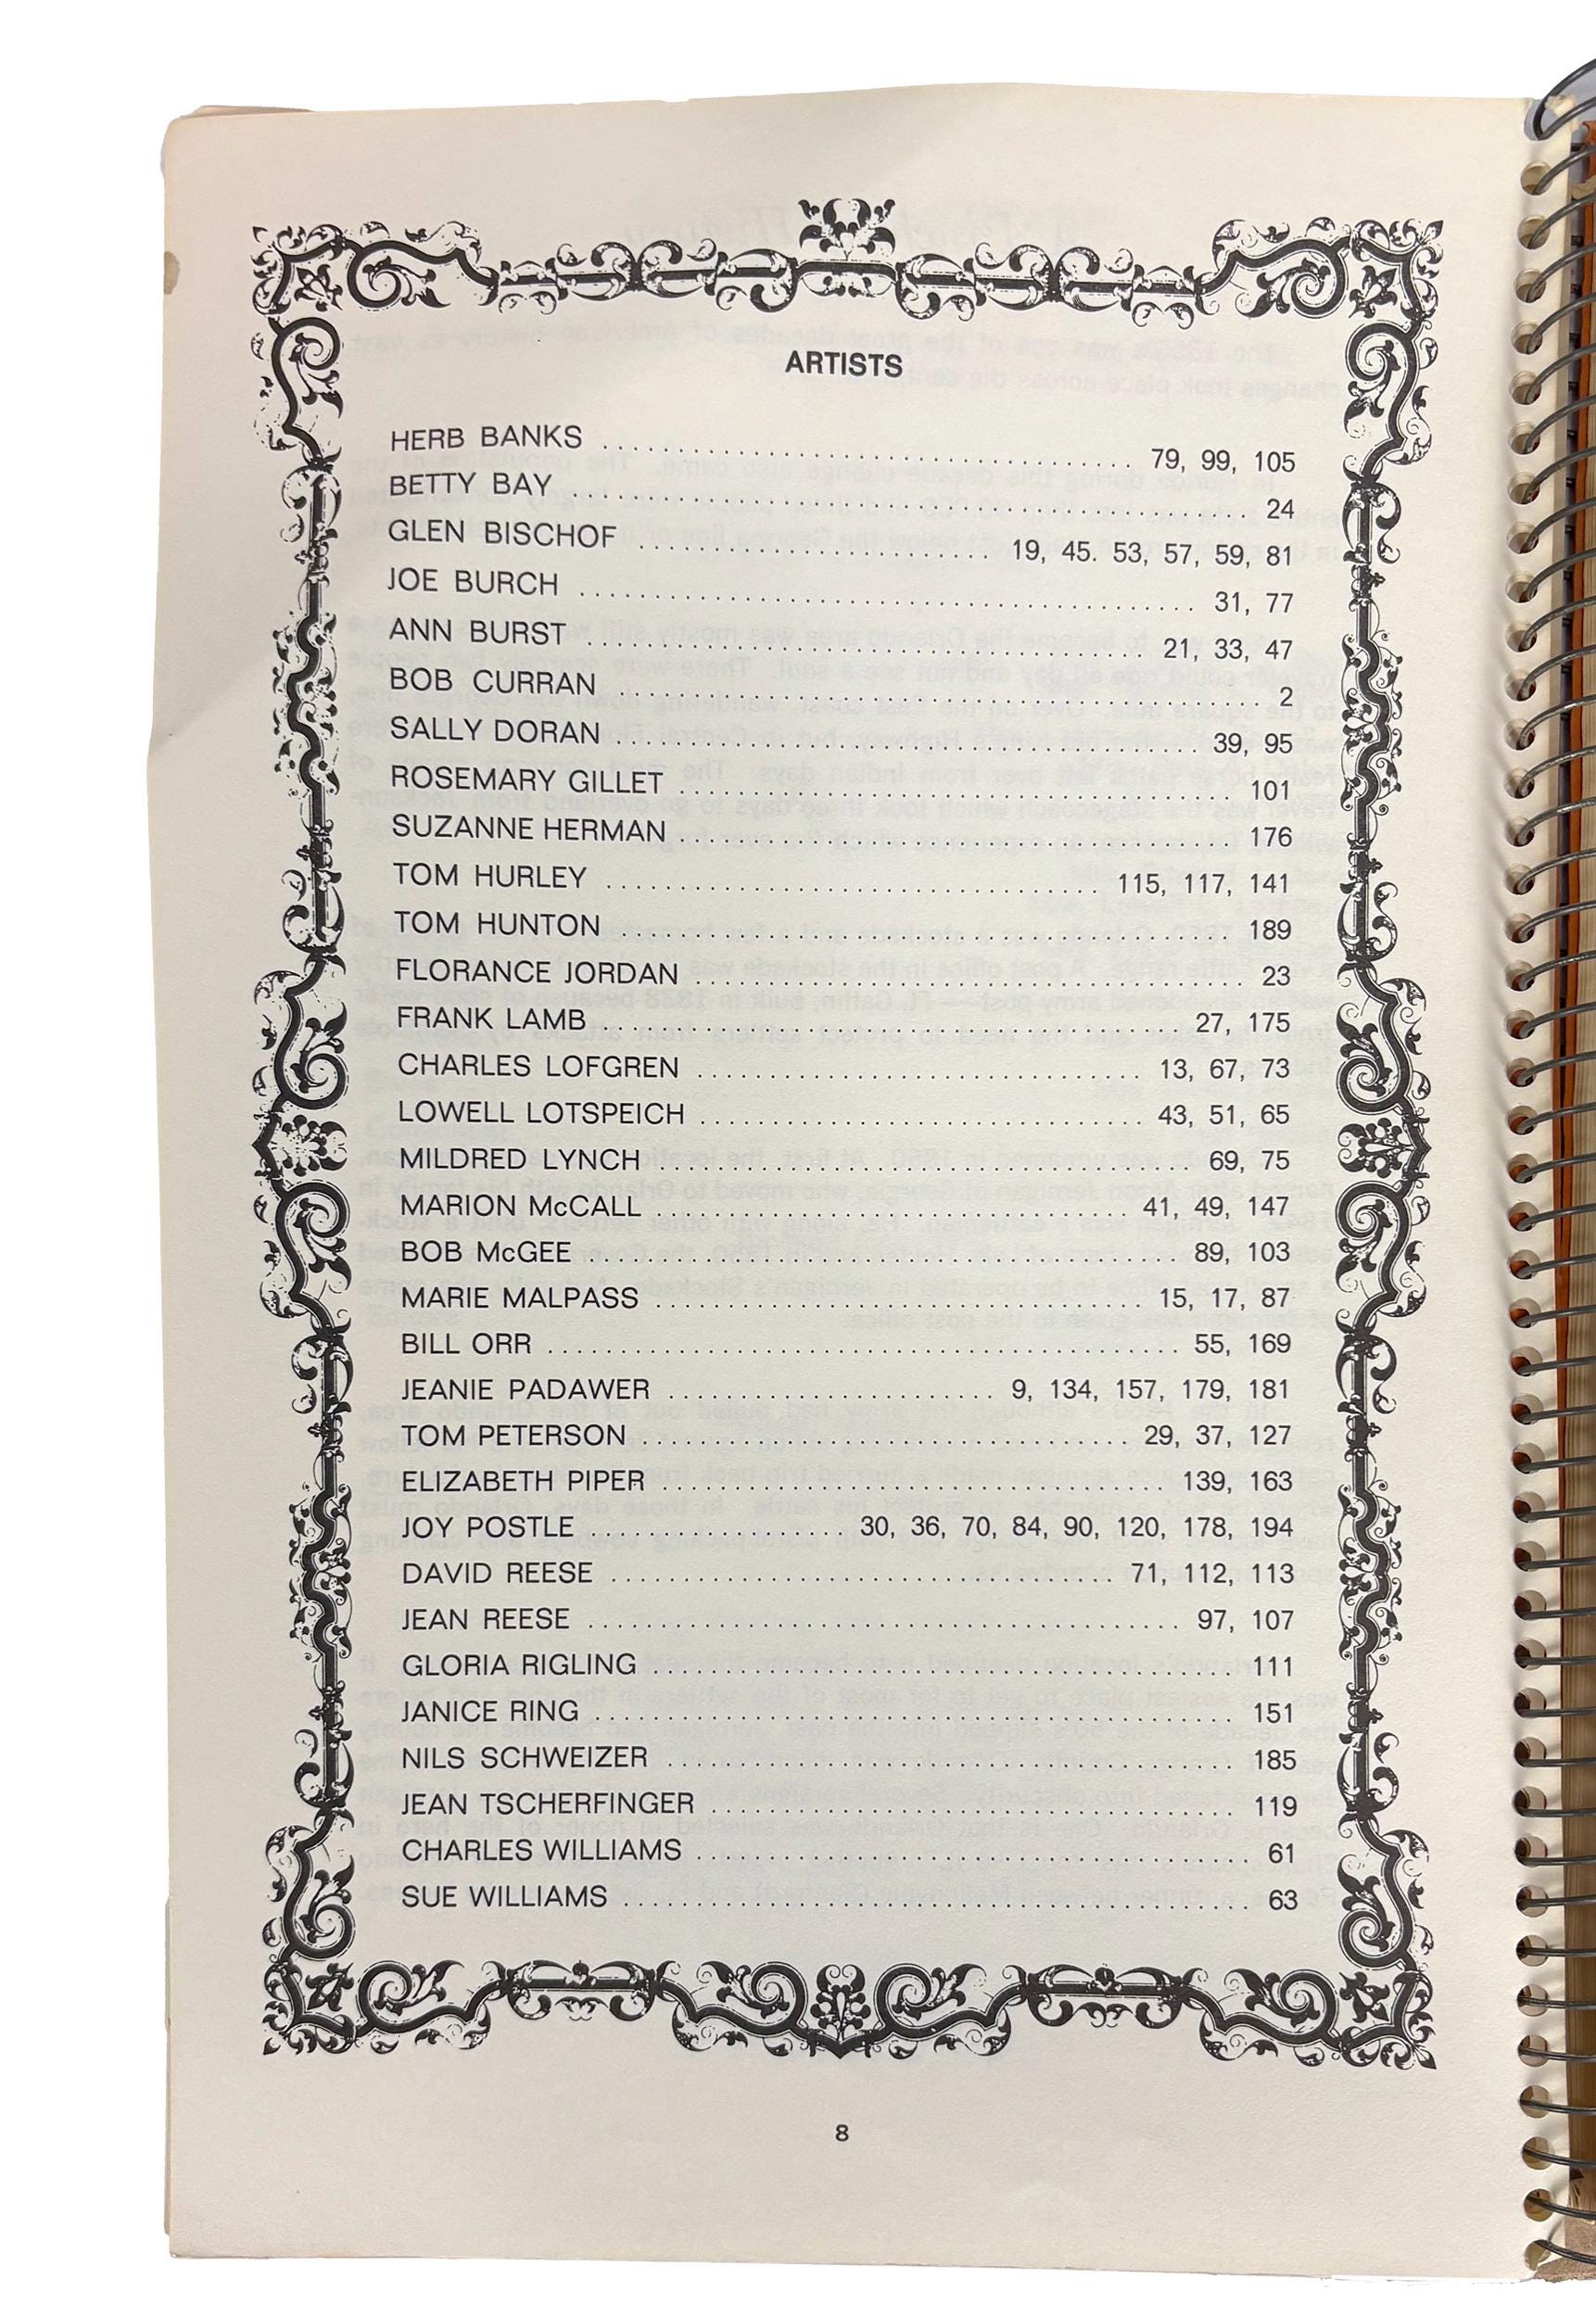 ARTISTS
HERB BANKS .................................... 79, 99, 105
BETTY BAY .............................................. 24
GLEN BISCHOF ........................ 19, 45. 53, 57, 59, 81
JOE BURCH .......................................... 31, 77
ANN BURST ...................................... 21, 33, 47
BOB CURRAN ............................................ 2
SALLY DORAN ........................................ 39, 95
ROSEMARY GILLET ...................................... 101
SUZANNE HERMAN ...................................... 176
TOM HURLEY .................................. 115, 117, 141
TOM HUNTON .......................................... 189
FLORANCE JORDAN ...................................... 23
FRANK LAMB ........................................ 27, 175
CHARLES LOFGREN .............................. 13, 67, 73
LOWELL LOTSPEICH .............................. 43, 51, 65
MILDRED LYNCH .................................... 69, 75
MARION McCALL ................................ 41, 49, 147
BOB McGEE ........................................ 89, 103
MARIE MALPASS ................................. 15, 17, 87
BILL ORR ........................................... 55, 169
JEANIE PADAWER ....................... 9, 134, 157, 179, 181
TOM PETERSON ................................. 29, 37, 127
ELIZABETH PIPER .................................. 139, 163
JOY POSTLE .................. 30, 36, 70, 84, 90, 120, 178, 194
DAVID REESE .................................. 71, 112, 113
JEAN REESE ........................................ 97, 107
GLORIA RIGLING ........................................ 111
JANICE RING ............................................ 151
NILS SCHWEIZER ....................................... 185
JEAN TSCHERFINGER .................................... 119
CHARLES WILLIAMS ..................................... 61
SUE WILLIAMS ........................................... 63
8